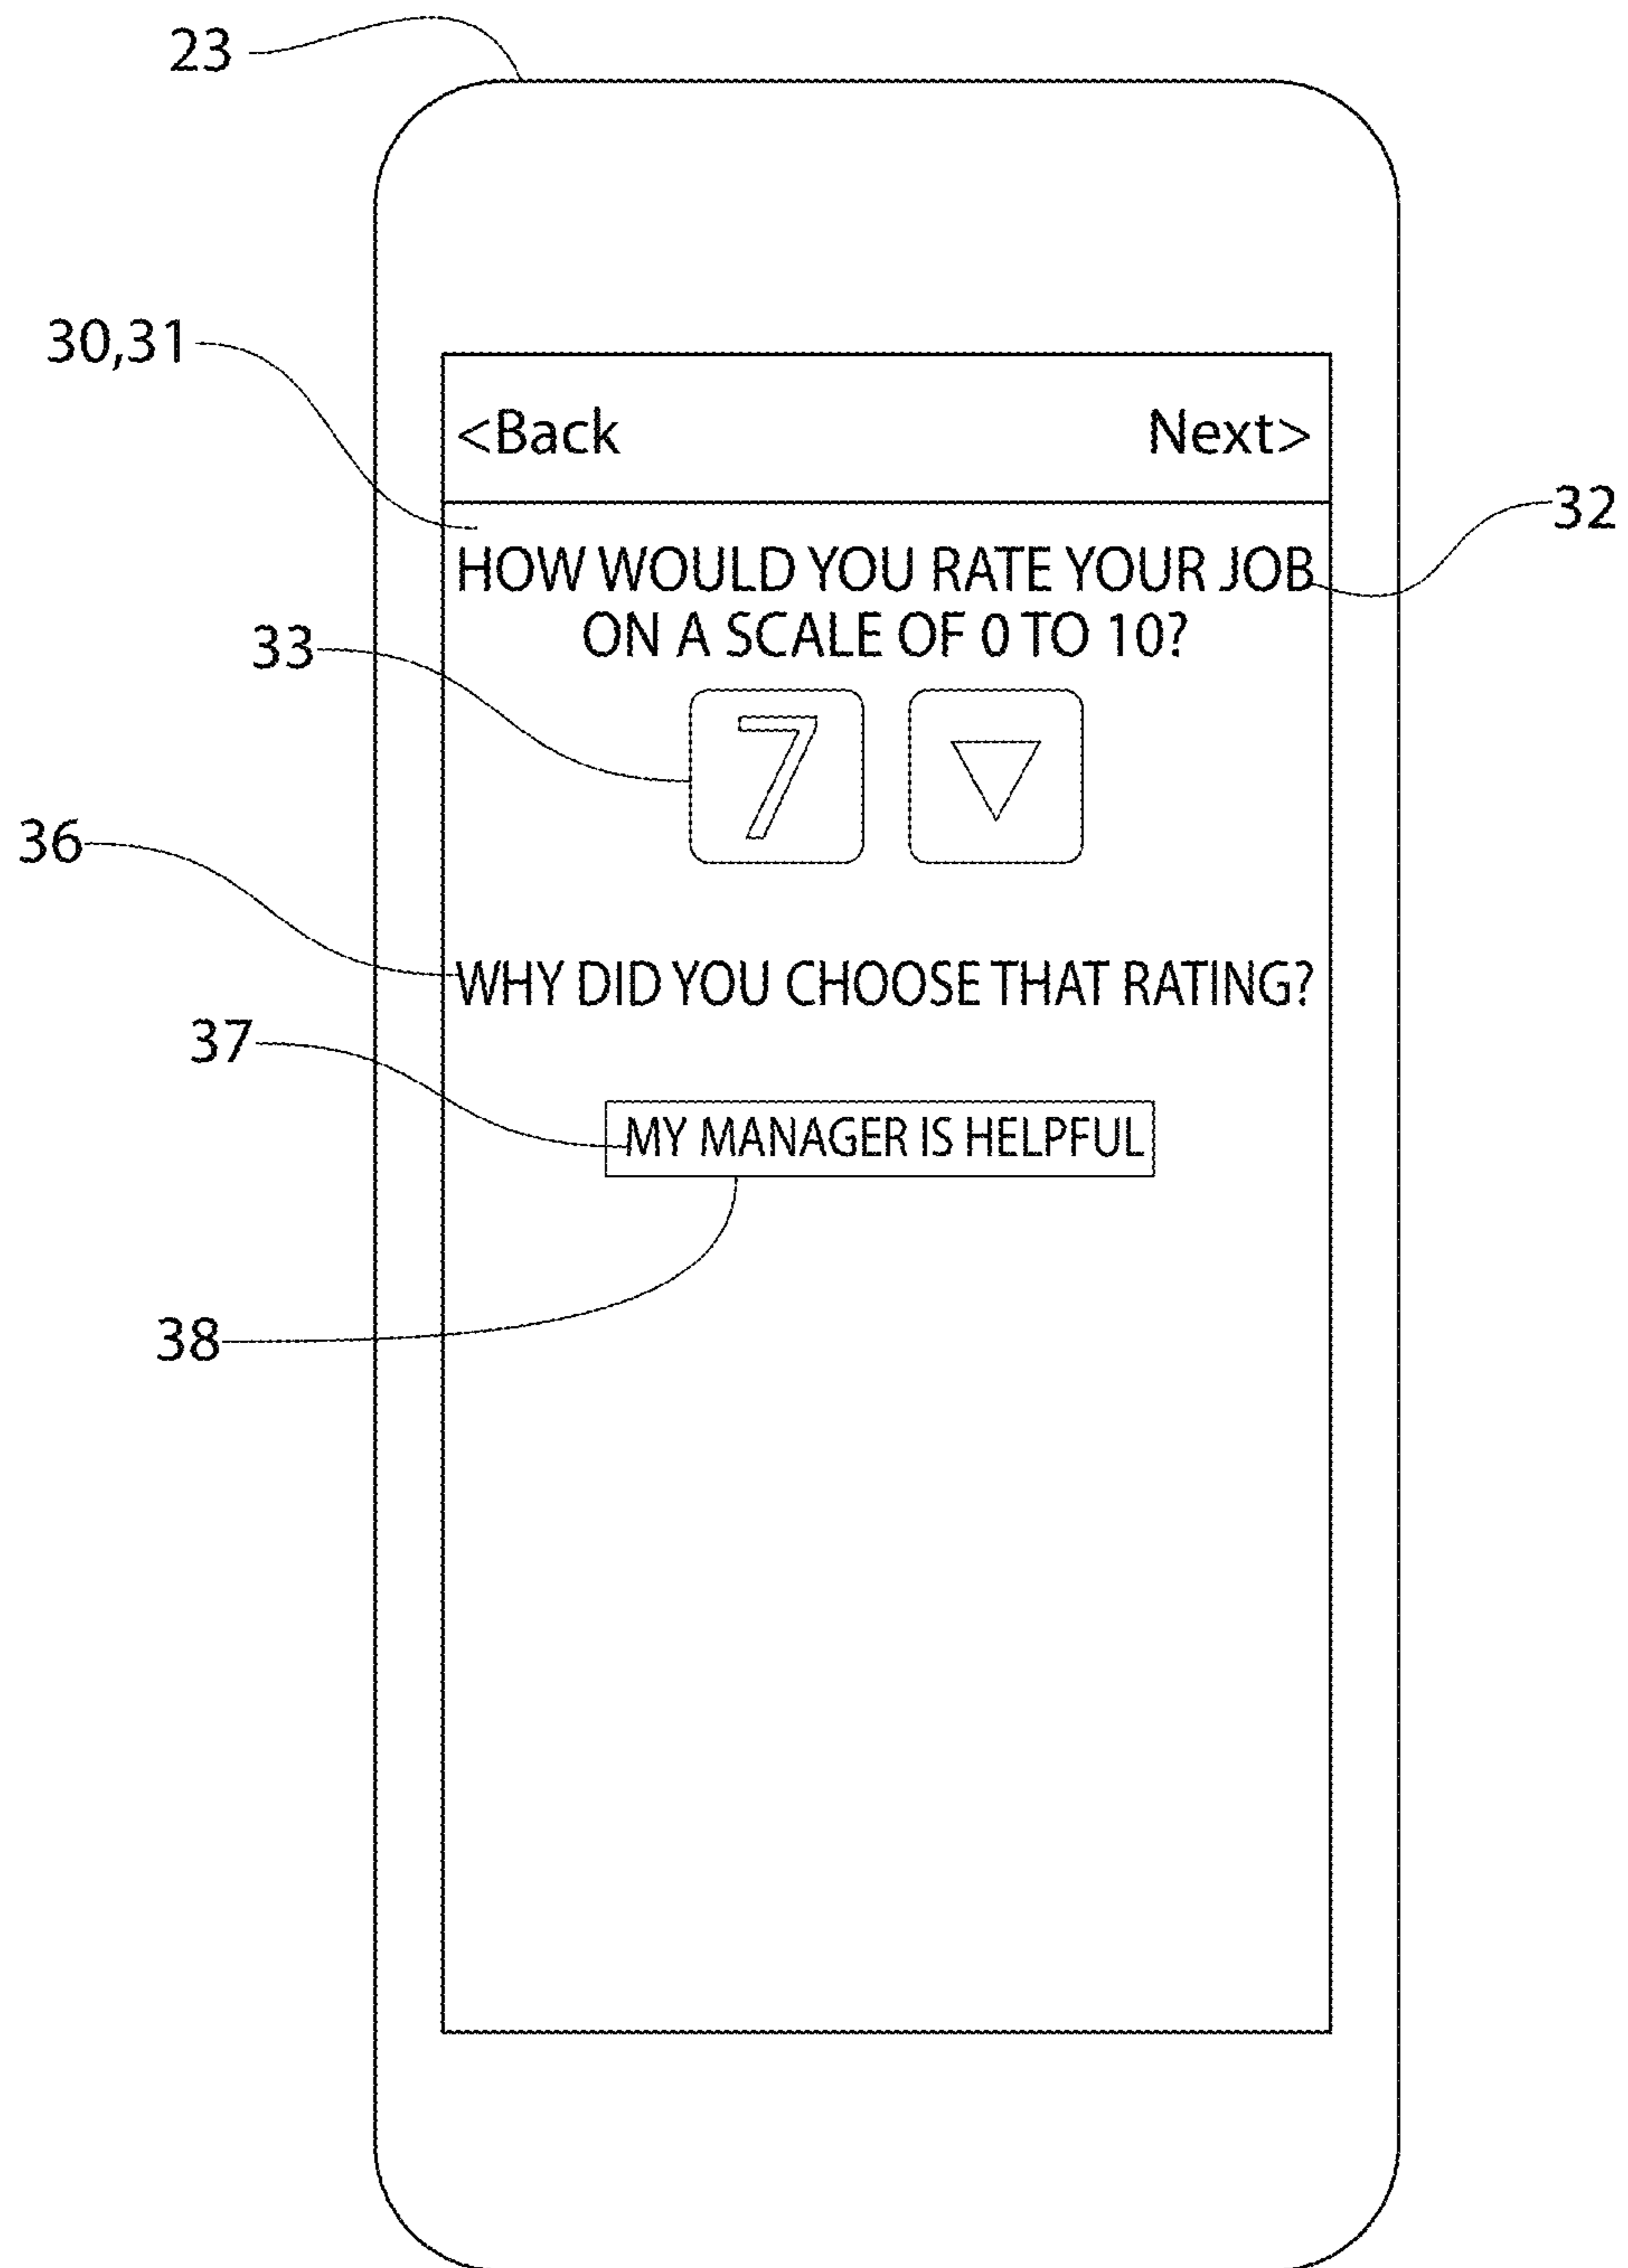 23
30,31
<Back Next>
32
HOW WOULD YOU RATE YOUR JOB
ON A SCALE OF 0 TO 10?
33
7
36
WHY DID YOU CHOOSE THAT RATING?
37
MY MANAGER IS HELPFUL
38